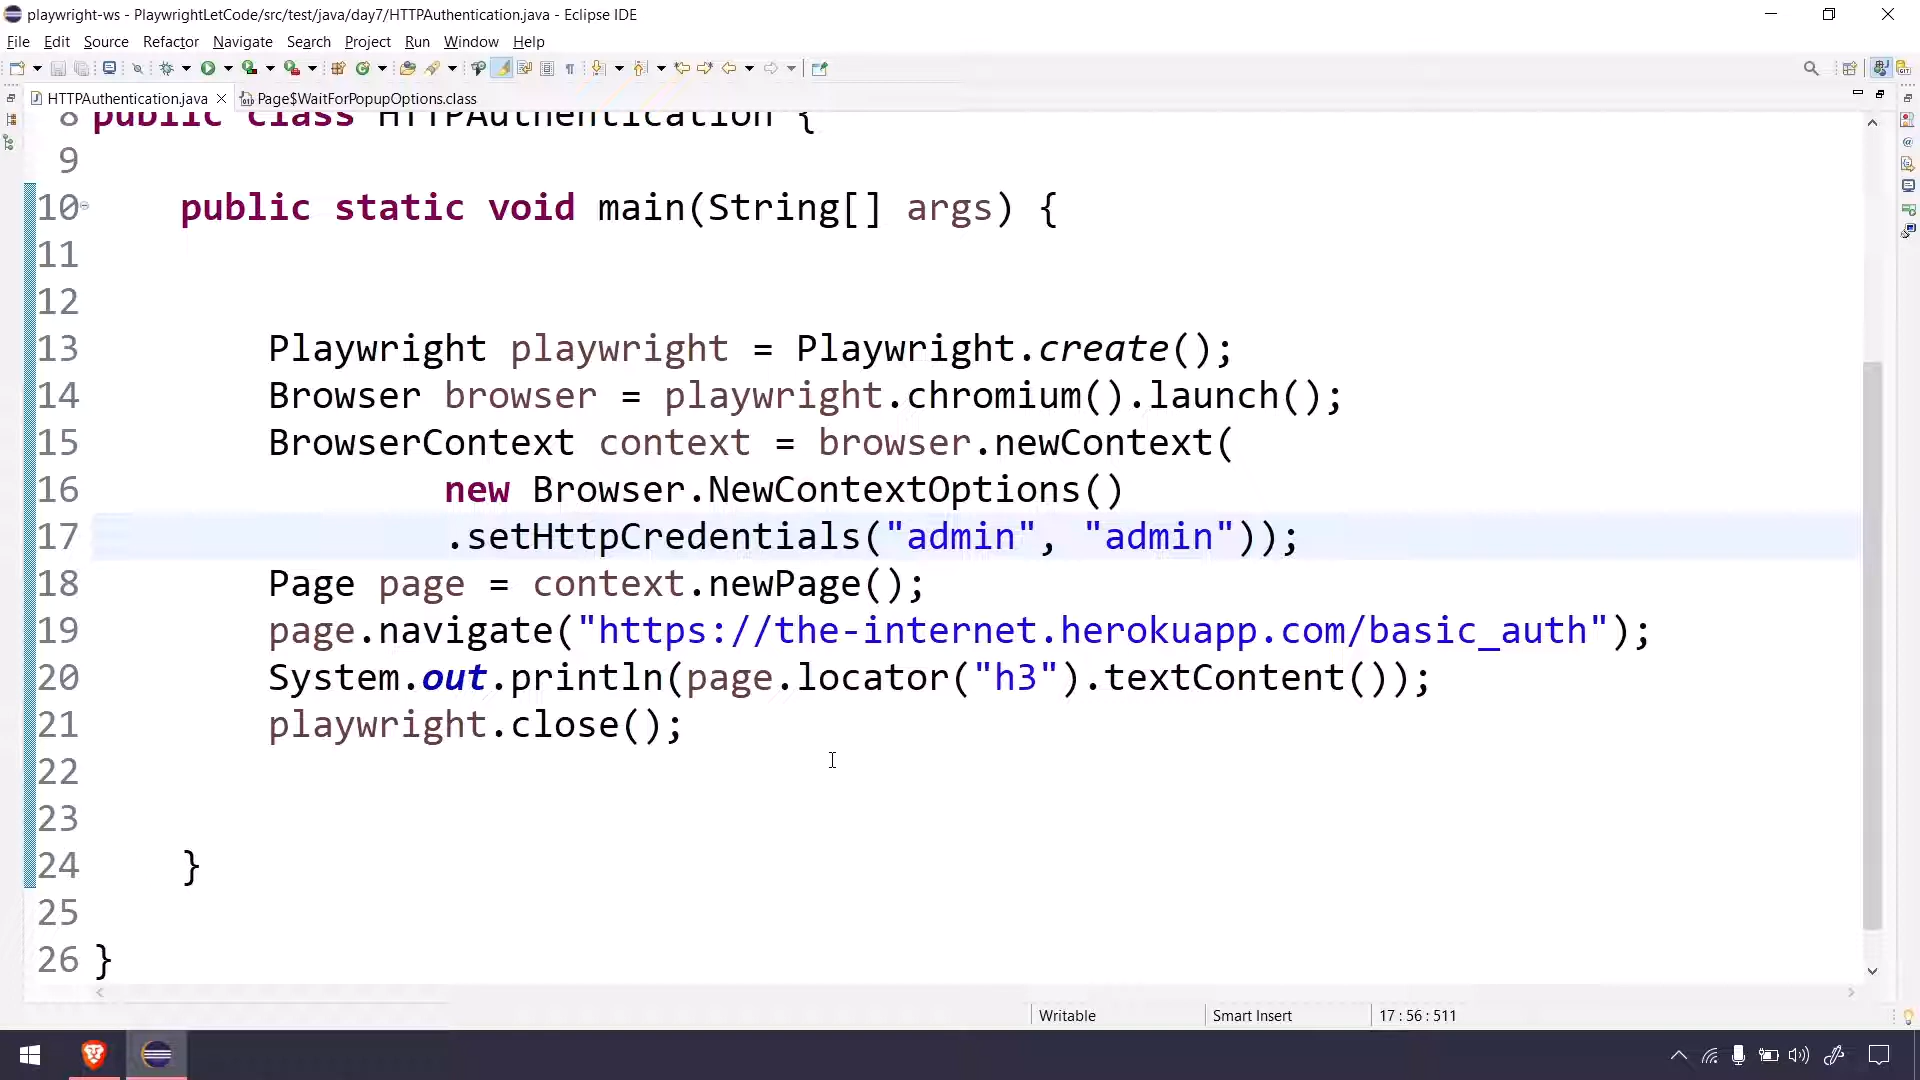 playwright-ws - PlaywrightLetCode/src/test/java/day7/HTTPAuthentication.java - Eclipse IDE
File Edit Source Refactor Navigate Search Project Run Window Help
HTTPAuthentication.java Page$WaitForPopupOptions.class
8 public class HTTPAuthentication {
9
10 public static void main(String[] args) {
11
12
13 Playwright playwright = Playwright.create();
14 Browser browser = playwright.chromium().launch();
15 BrowserContext context = browser.newContext(
16 new Browser.NewContextOptions()
17 .setHttpCredentials("admin", "admin"));
18 Page page = context.newPage();
19 page.navigate("https://the-internet.herokuapp.com/basic_auth");
20 System.out.println(page.locator("h3").textContent());
21 playwright.close();
22
23
24 }
25
26 }
Writable Smart Insert 17 : 56 : 511